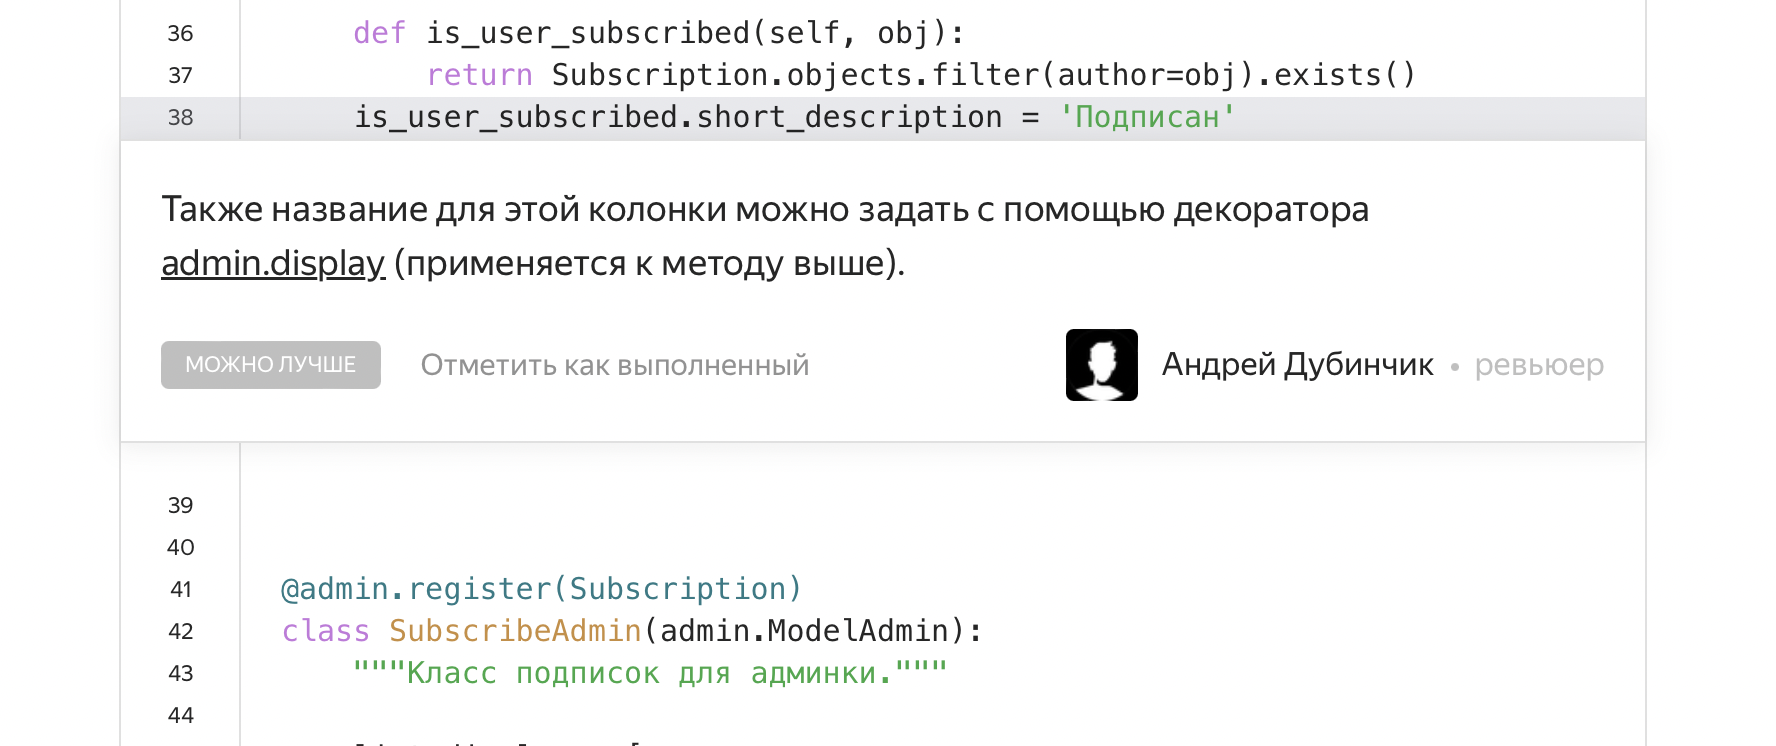 36 def is_user_subscribed(self, obj):
37 return Subscription.objects.filter(author=obj).exists()
38 is_user_subscribed.short_description = 'Подписан'
Также название для этой колонки можно задать с помощью декоратора
admin.display (применяется к методу выше).
МОЖНО ЛУЧШЕ Отметить как выполненный Андрей Дубинчик • ревьюер
39
40
41 @admin.register(Subscription)
42 class SubscribeAdmin(admin.ModelAdmin):
43 """Класс подписок для админки."""
44